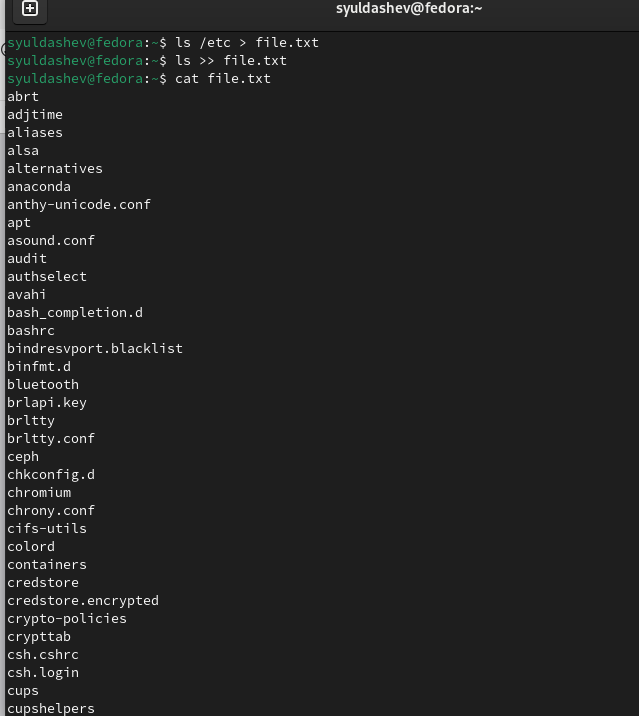 syuldashev@fedora:~
syuldashev@fedora:~$ ls /etc > file.txt
syuldashev@fedora:~$ ls >> file.txt
syuldashev@fedora:~$ cat file.txt
abrt
adjtime
aliases
alsa
alternatives
anaconda
anthy-unicode.conf
apt
asound.conf
audit
authselect
avahi
bash_completion.d
bashrc
bindresvport.blacklist
binfmt.d
bluetooth
brlapi.key
brltty
brltty.conf
ceph
chkconfig.d
chromium
chrony.conf
cifs-utils
colord
containers
credstore
credstore.encrypted
crypto-policies
crypttab
csh.cshrc
csh.login
cups
cupshelpers